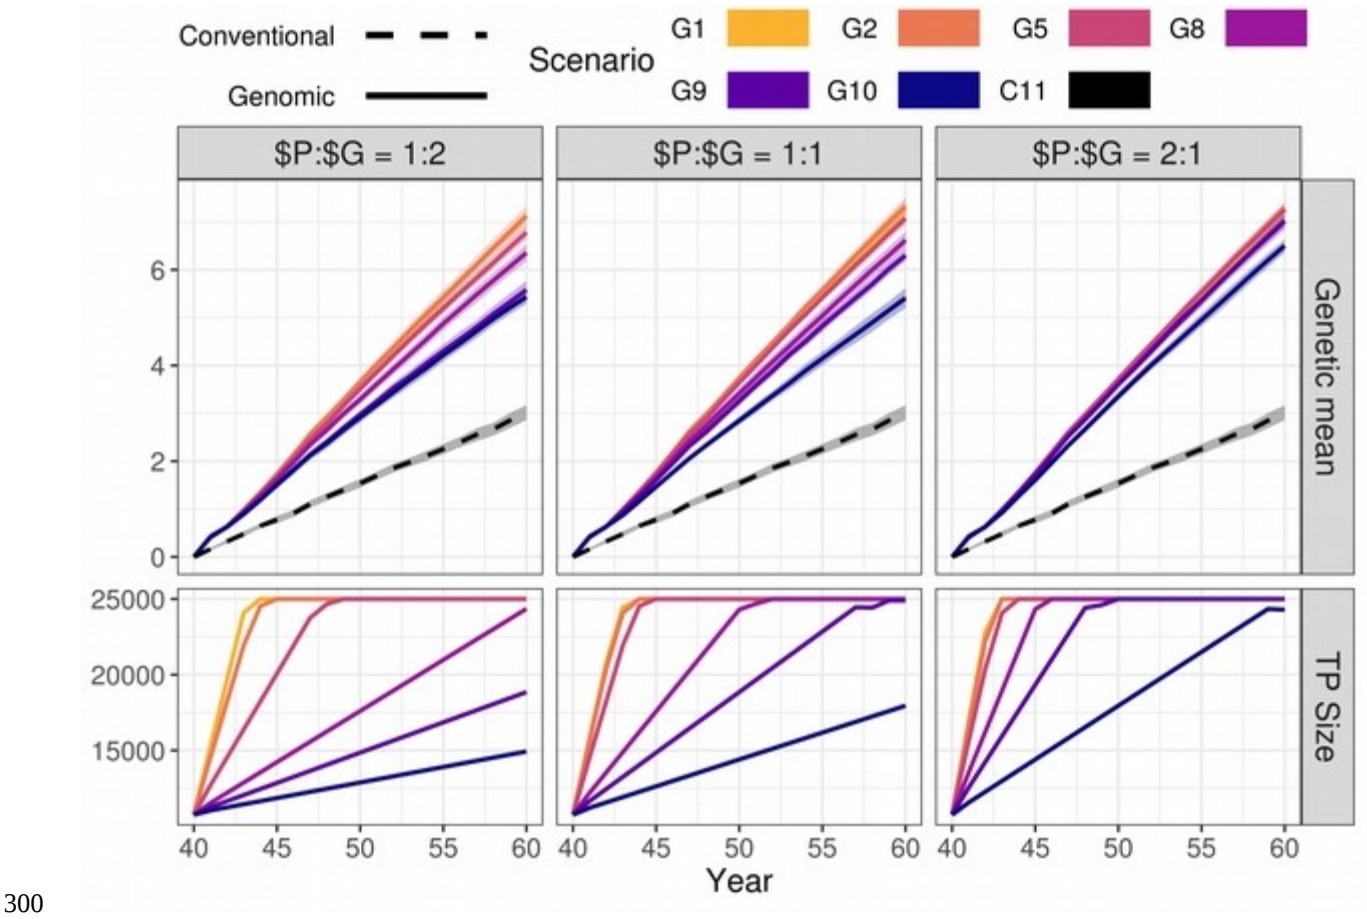 Conventional
Genomic
Scenario
G1 G2 G5 G8
G9 G10 C11
$P:$G = 1:2 $P:$G = 1:1 $P:$G = 2:1
6
4
2
0
Genetic mean
25000
20000
15000
TP Size
40 45 50 55 60 40 45 50 55 60 40 45 50 55 60
Year
300